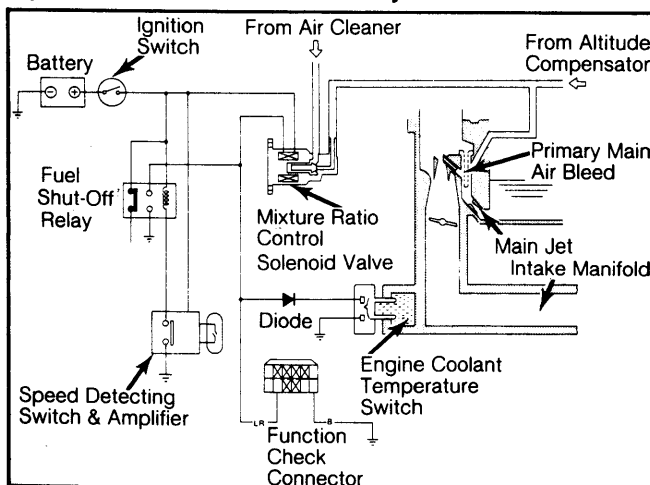 Ignition
Switch
From Air Cleaner
From Altitude
Compensator
Battery
Fuel
Shut-Off
Relay
Mixture Ratio
Control
Solenoid Valve
Primary Main
Air Bleed
Main Jet
Intake Manifold
Diode
Engine Coolant
Temperature
Switch
Speed Detecting
Switch & Amplifier
LR
B
Function
Check
Connector